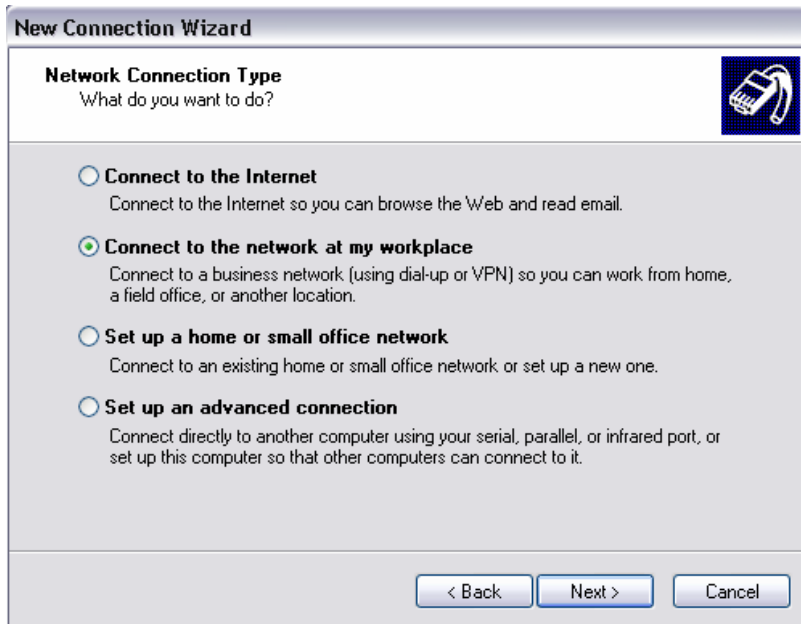 New Connection Wizard
Network Connection Type
What do you want to do?
Connect to the Internet
Connect to the Internet so you can browse the Web and read email.
Connect to the network at my workplace
Connect to a business network (using dial-up or VPN) so you can work from home,
a field office, or another location.
Set up a home or small office network
Connect to an existing home or small office network or set up a new one.
Set up an advanced connection
Connect directly to another computer using your serial, parallel, or infrared port, or
set up this computer so that other computers can connect to it.
< Back Next > Cancel